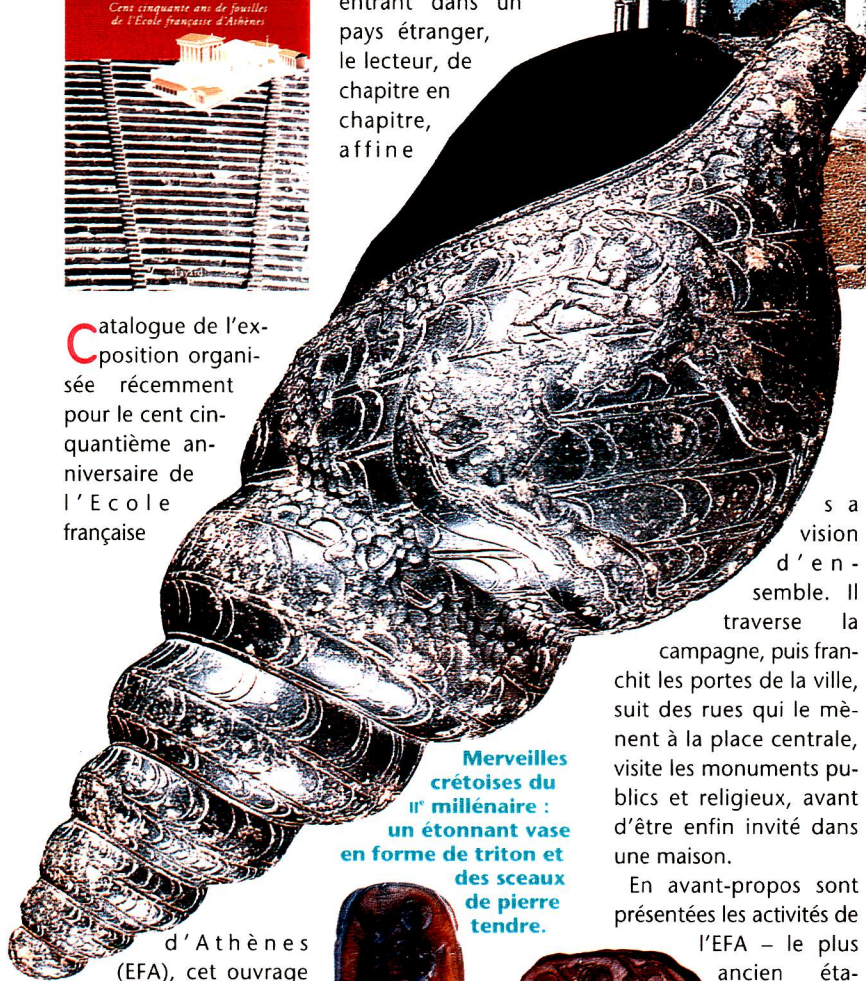 Cent cinquante ans de fouilles
de l'Ecole française d'Athènes
Fayard
Catalogue de l'ex-
position organi-
sée récemment
pour le cent cin-
quantième an-
niversaire de
l'Ecole
française
d'Athènes
(EFA), cet ouvrage
entrant dans un
pays étranger,
le lecteur, de
chapitre en
chapitre,
affine
sa
vision
d'en-
semble. Il
traverse la
campagne, puis fran-
chit les portes de la ville,
suit des rues qui le mè-
nent à la place centrale,
visite les monuments pu-
blics et religieux, avant
d'être enfin invité dans
une maison.
En avant-propos sont
présentées les activités de
l'EFA – le plus
ancien éta-
Merveilles
crétoises du
IIe millénaire :
un étonnant vase
en forme de triton et
des sceaux
de pierre
tendre.